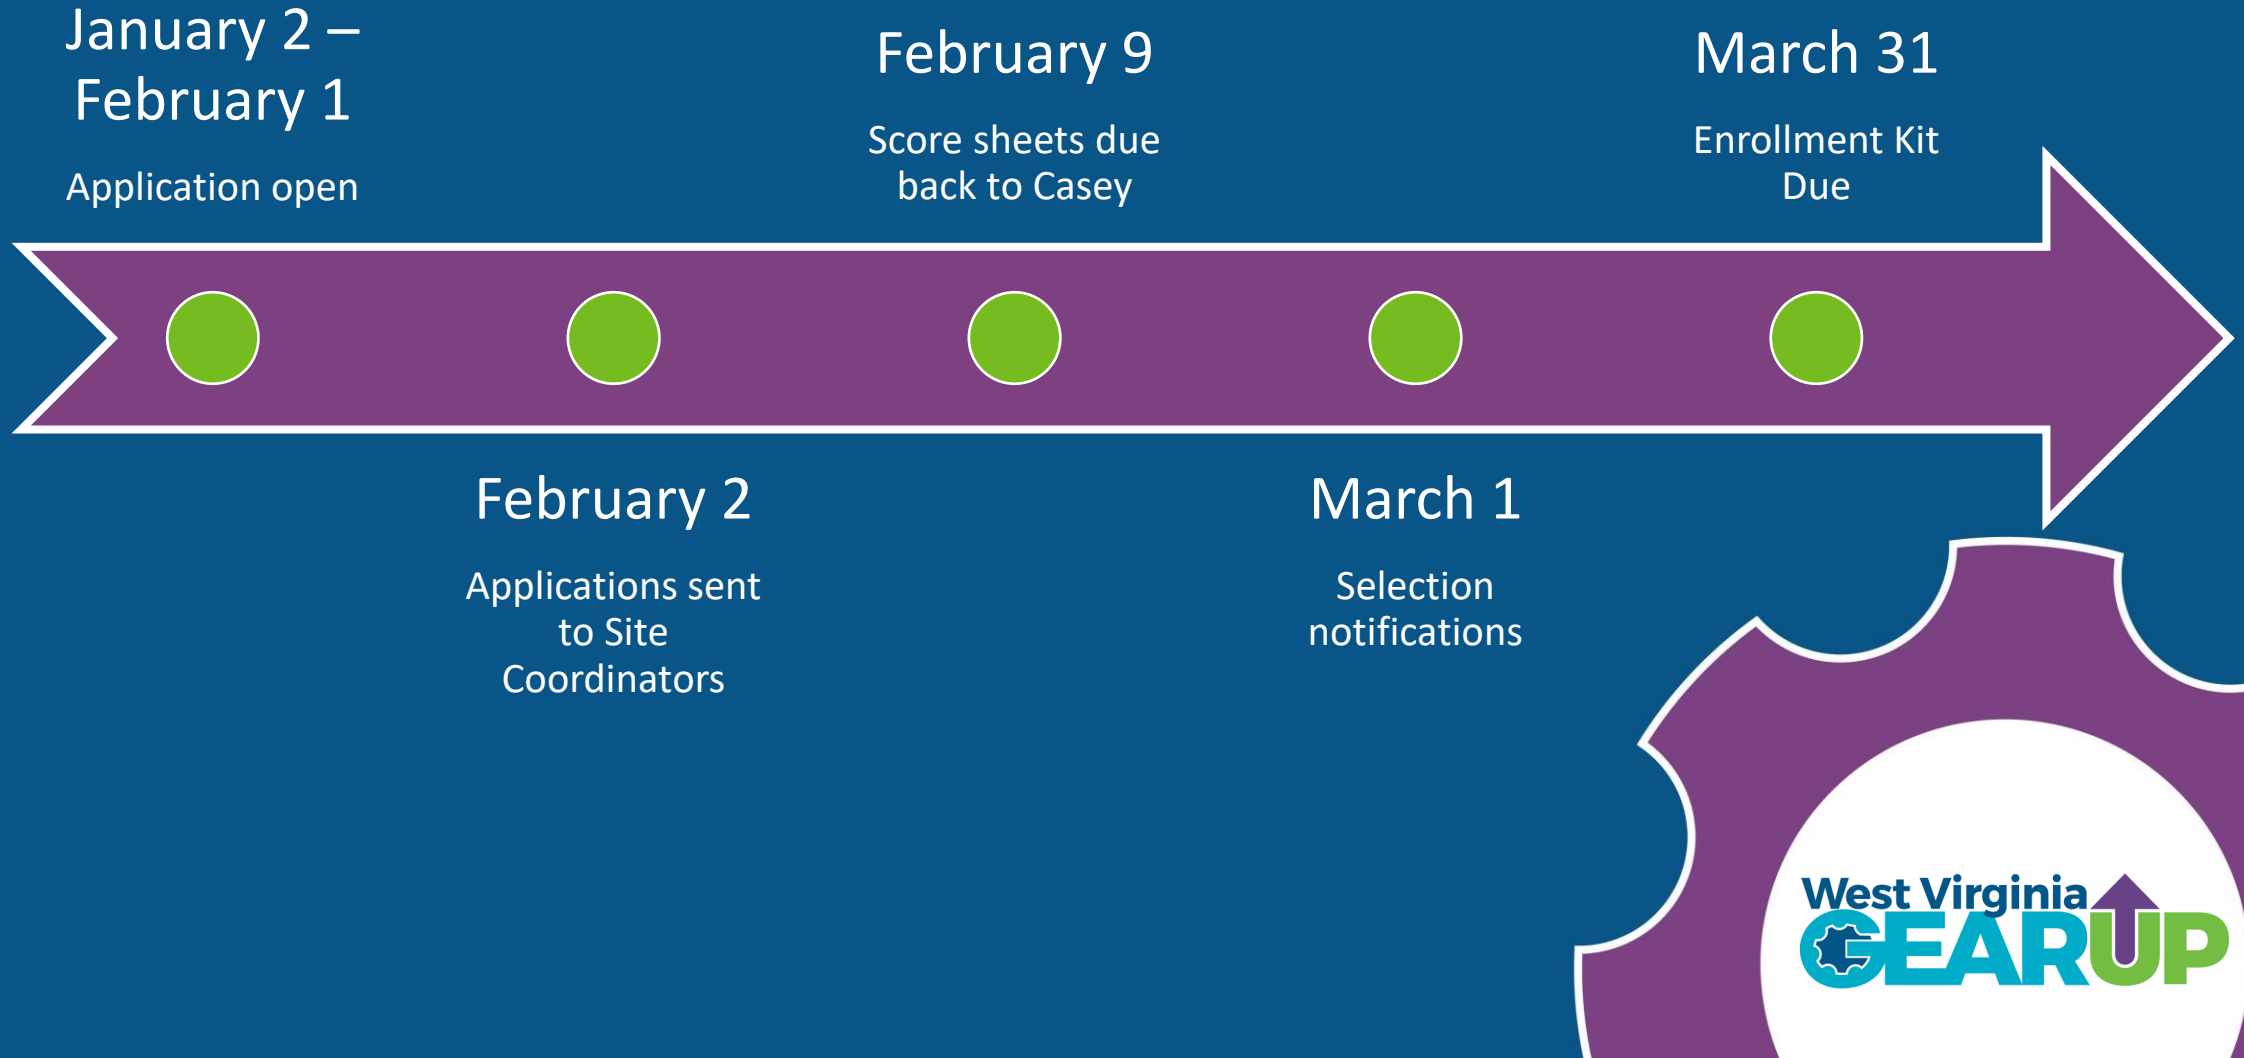 January 2 –
February 1
Application open
February 2
Applications sent
to Site
Coordinators
February 9
Score sheets due
back to Casey
March 1
Selection
notifications
March 31
Enrollment Kit
Due
West Virginia
GEARUP